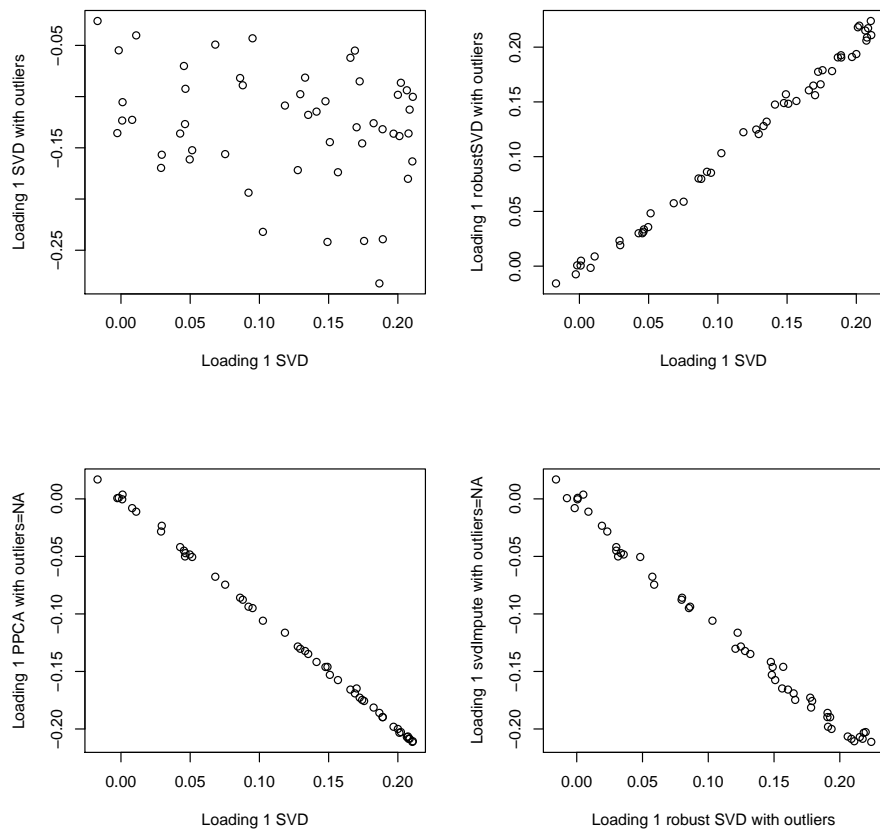 Loading 1 SVD with outliers
−0.05
−0.15
−0.25
0.00 0.05 0.10 0.15 0.20
Loading 1 SVD
Loading 1 robustSVD with outliers
0.20
0.15
0.10
0.05
0.00
0.00 0.05 0.10 0.15 0.20
Loading 1 SVD
Loading 1 PPCA with outliers=NA
0.00
−0.05
−0.10
−0.15
−0.20
0.00 0.05 0.10 0.15 0.20
Loading 1 SVD
Loading 1 svdImpute with outliers=NA
0.00
−0.05
−0.10
−0.15
−0.20
0.00 0.05 0.10 0.15 0.20
Loading 1 robust SVD with outliers